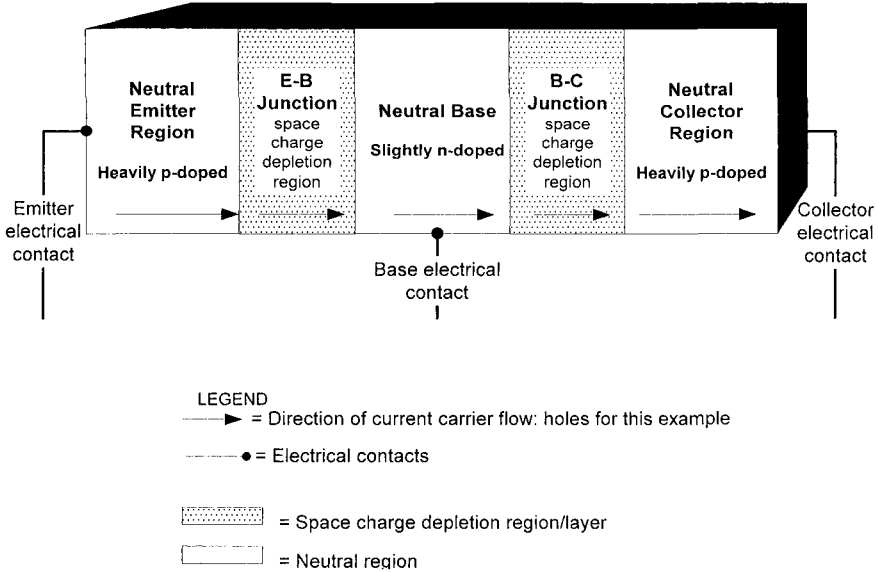 Neutral
Emitter
Region
Heavily p-doped
E-B
Junction
space
charge
depletion
region
Neutral Base
Slightly n-doped
B-C
Junction
space
charge
depletion
region
Neutral
Collector
Region
Heavily p-doped
Emitter
electrical
contact
Base electrical
contact
Collector
electrical
contact
LEGEND
= Direction of current carrier flow: holes for this example
= Electrical contacts
= Space charge depletion region/layer
= Neutral region